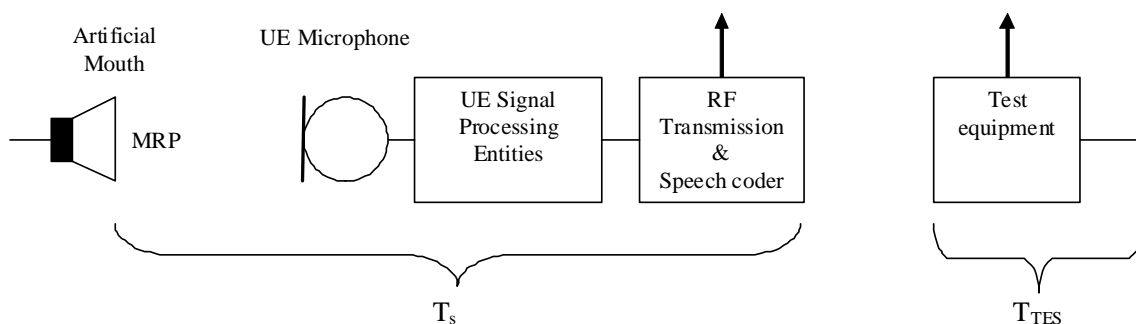 Artificial
Mouth
MRP
UE Microphone
UE Signal
Processing
Entities
RF
Transmission
&
Speech coder
Test
equipment
Ts
TTES